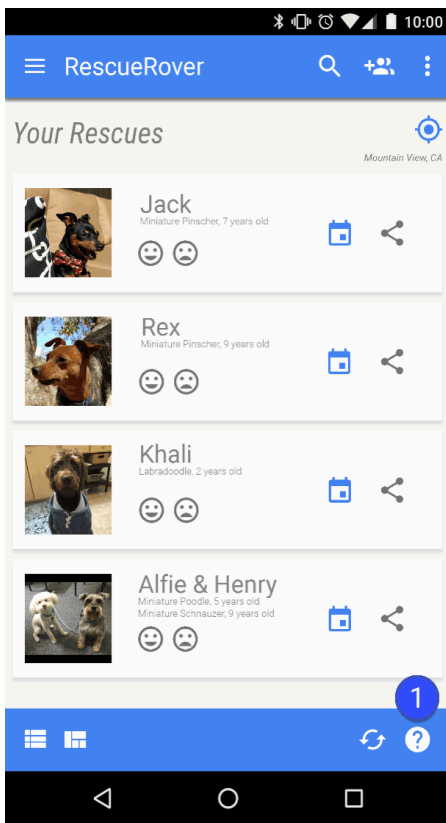 10:00
RescueRover
Your Rescues
Mountain View, CA
Jack
Miniature Pinscher, 7 years old
Rex
Miniature Pinscher, 9 years old
Khali
Labradoodle, 2 years old
Alfie & Henry
Miniature Poodle, 5 years old
Miniature Schnauzer, 9 years old
1
?